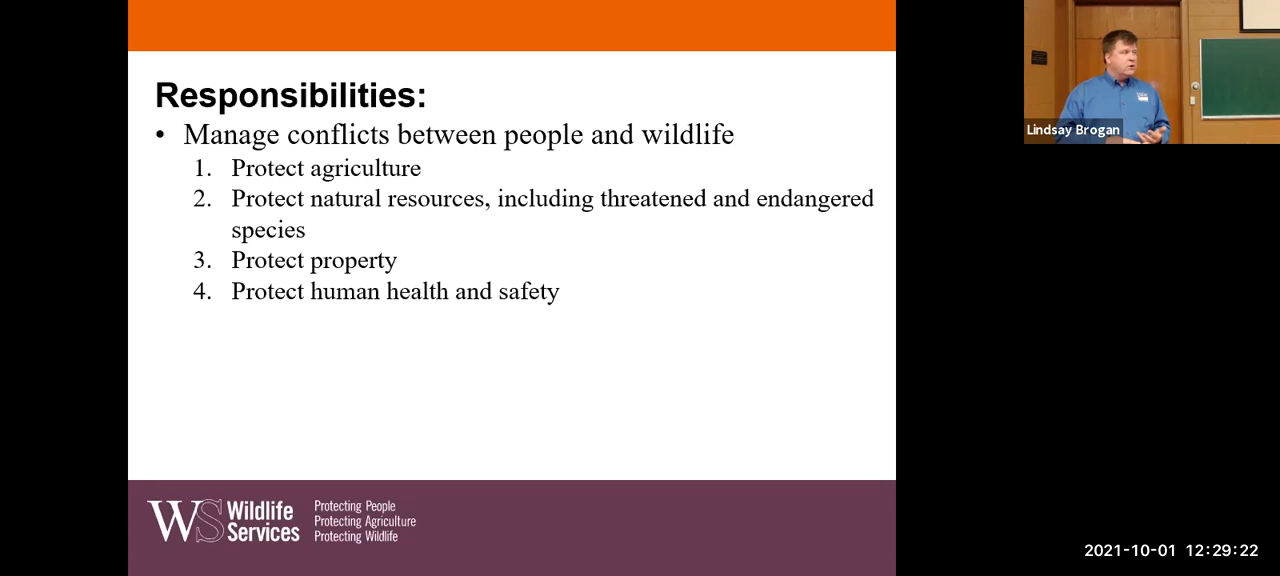 Responsibilities:
• Manage conflicts between people and wildlife
1. Protect agriculture
2. Protect natural resources, including threatened and endangered
species
3. Protect property
4. Protect human health and safety
WS Wildlife
Services
Protecting People
Protecting Agriculture
Protecting Wildlife
Lindsay Brogan
2021-10-01 12:29:22